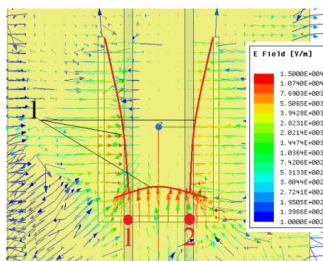 E Field [V/m]
1.5000E+004
1.0740E+004
7.6903E+003
5.5065E+003
3.9428E+003
2.8231E+003
2.0214E+003
1.4474E+003
1.0364E+003
7.4206E+002
5.3133E+002
3.8044E+002
2.7241E+002
1.9505E+002
1.3966E+002
1.0000E+002
1
1 2